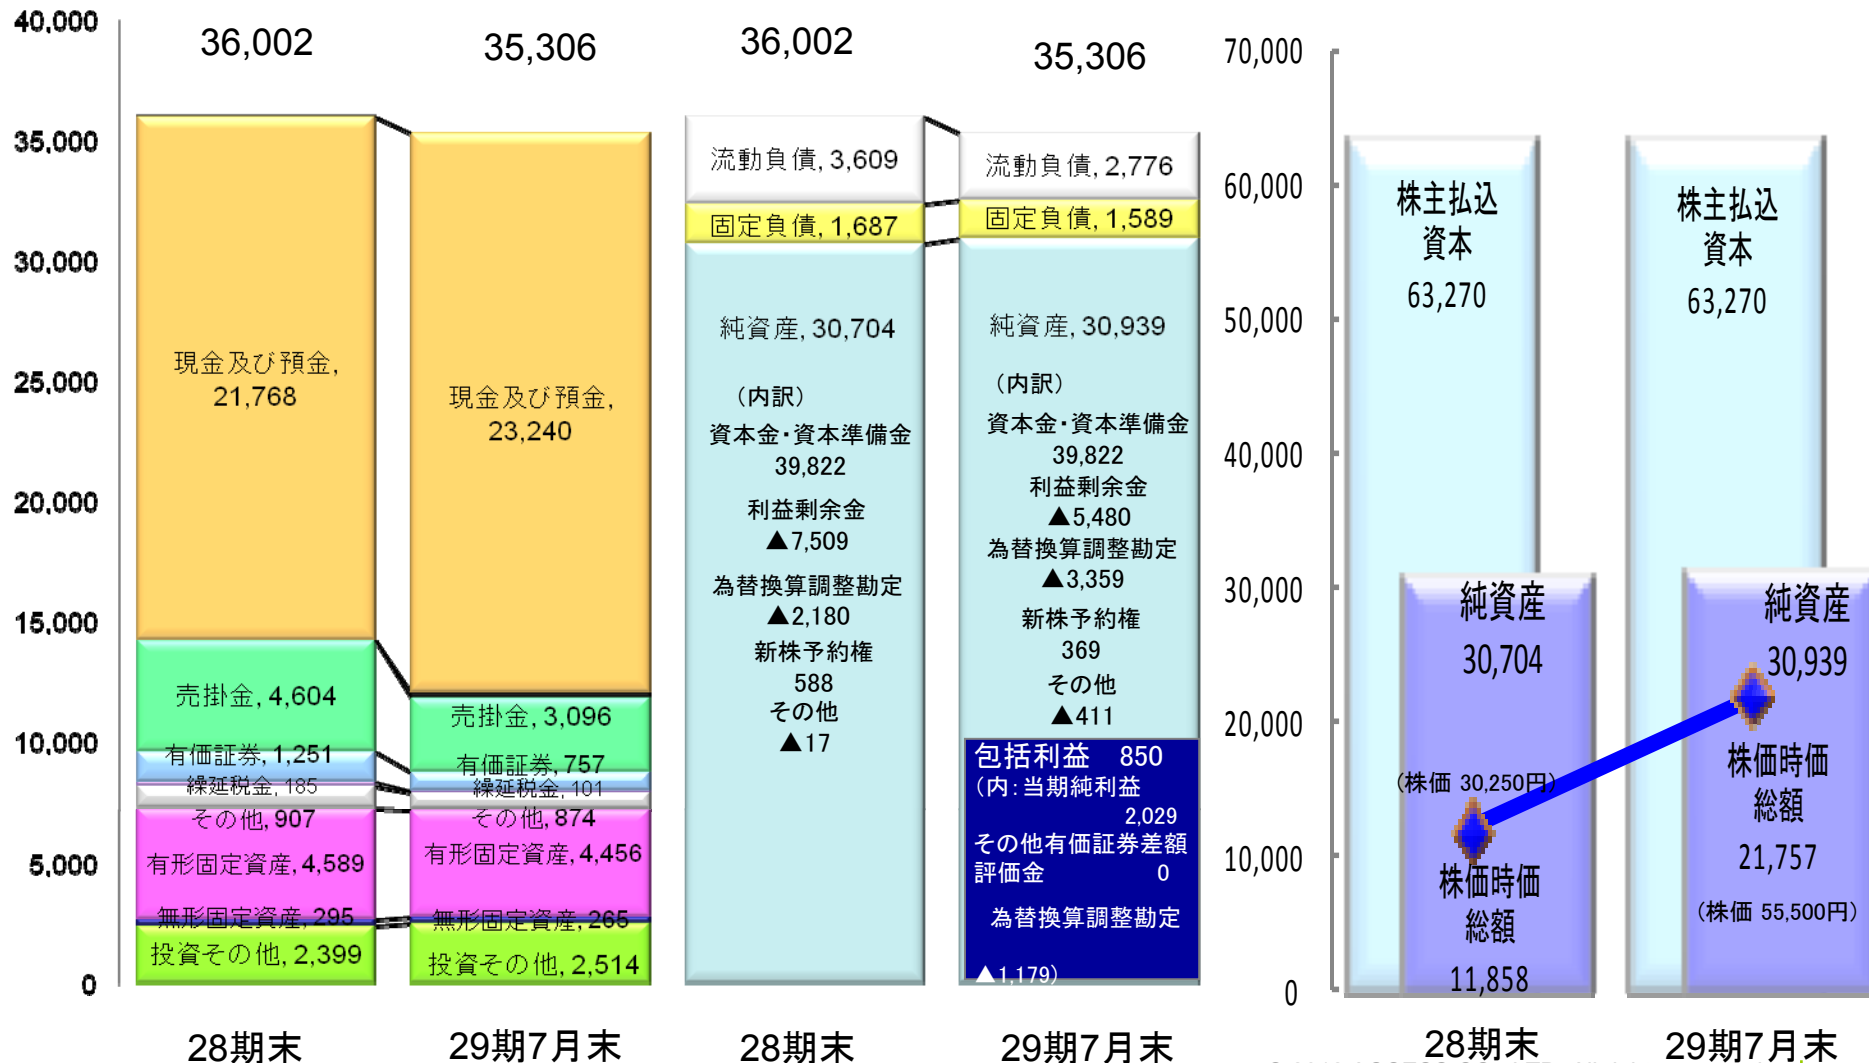 40,000
35,000
30,000
25,000
20,000
15,000
10,000
5,000
0
36,002
現金及び預金,
21,768
売掛金, 4,604
有価証券, 1,251
繰延税金, 185
その他, 907
有形固定資産, 4,589
無形固定資産, 295
投資その他, 2,399
28期末
35,306
現金及び預金,
23,240
売掛金, 3,096
有価証券, 757
繰延税金, 101
その他, 874
有形固定資産, 4,456
無形固定資産, 265
投資その他, 2,514
29期7月末
36,002
流動負債, 3,609
固定負債, 1,687
純資産, 30,704
（内訳）
資本金・資本準備金
39,822
利益剰余金
▲7,509
為替換算調整勘定
▲2,180
新株予約権
588
その他
▲17
28期末
35,306
流動負債, 2,776
固定負債, 1,589
純資産, 30,939
（内訳）
資本金・資本準備金
39,822
利益剰余金
▲5,480
為替換算調整勘定
▲3,359
新株予約権
369
その他
▲411
包括利益 850
（内：当期純利益
2,029
その他有価証券差額
評価金 0
為替換算調整勘定
▲1,179）
29期7月末
70,000
60,000
50,000
40,000
30,000
20,000
10,000
0
株主払込
資本
63,270
純資産
30,704
（株価 30,250円）
株価時価
総額
11,858
28期末
株主払込
資本
63,270
純資産
30,939
株価時価
総額
21,757
（株価 55,500円）
29期7月末